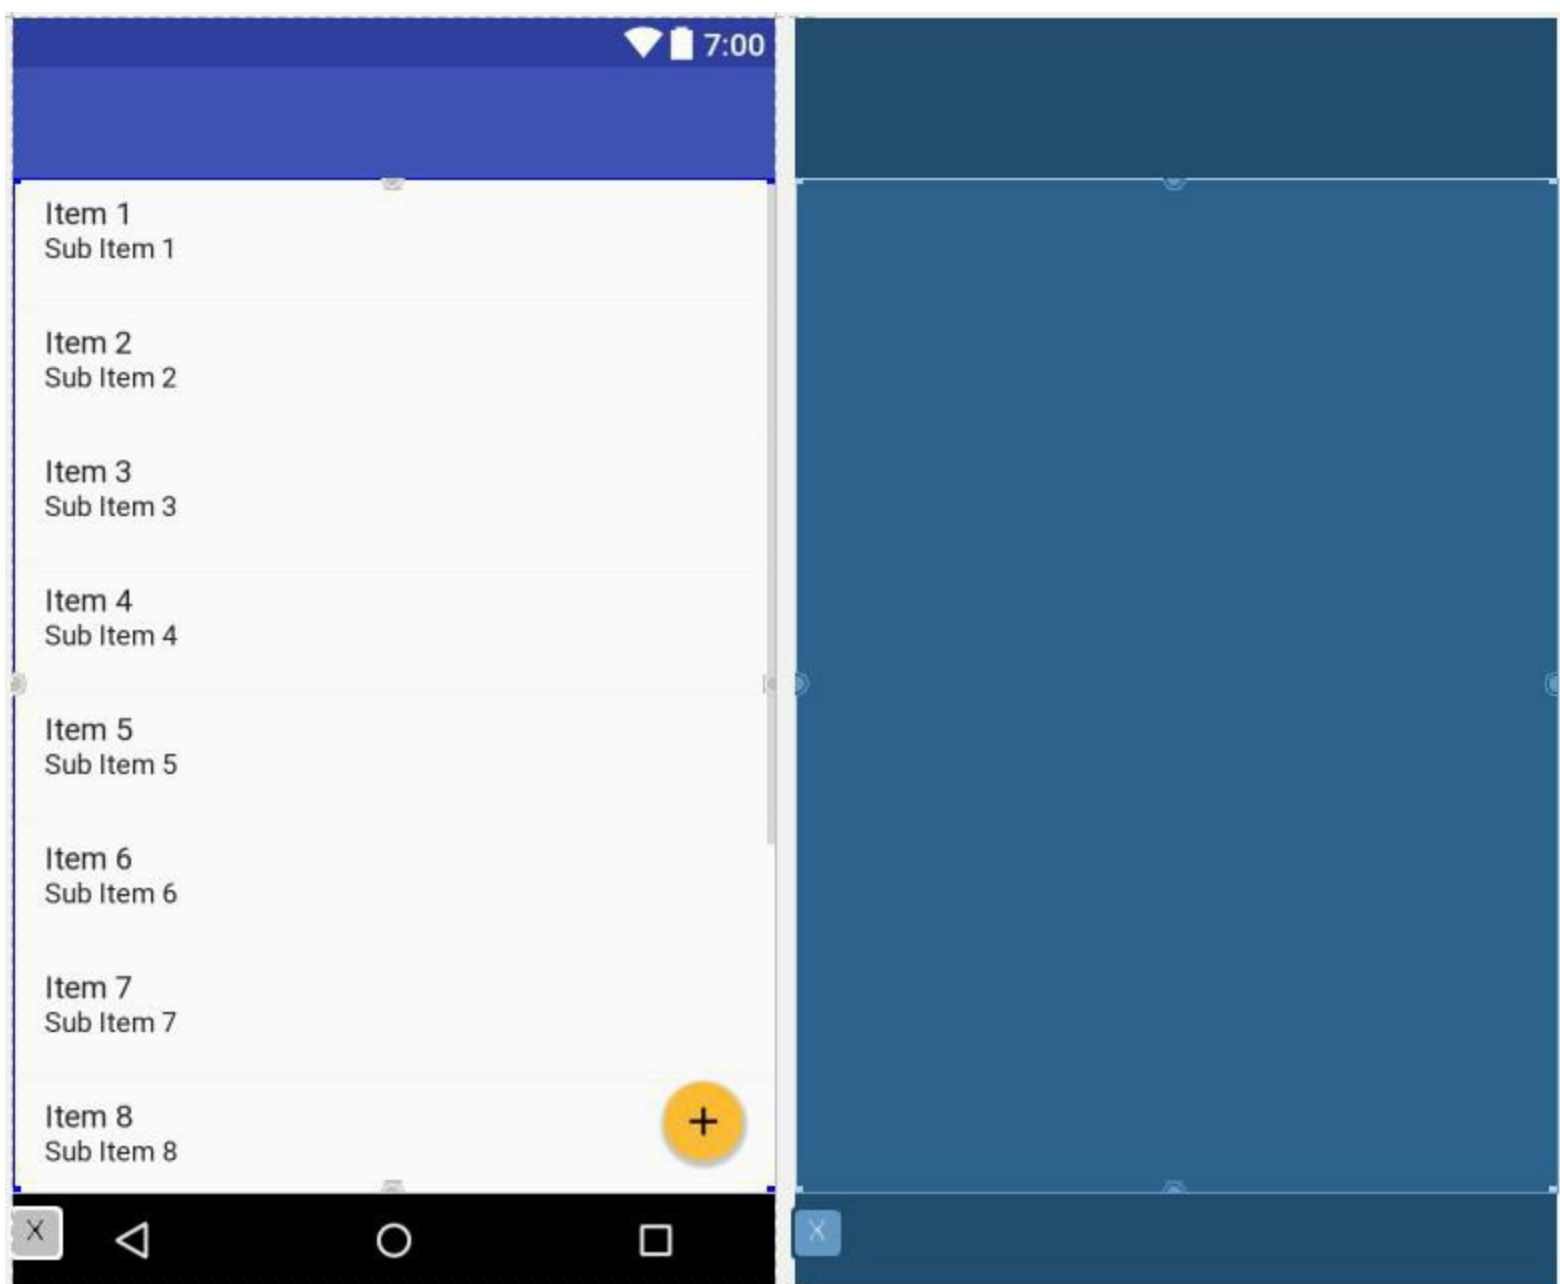 7:00
Item 1
Sub Item 1
Item 2
Sub Item 2
Item 3
Sub Item 3
Item 4
Sub Item 4
Item 5
Sub Item 5
Item 6
Sub Item 6
Item 7
Sub Item 7
Item 8
Sub Item 8